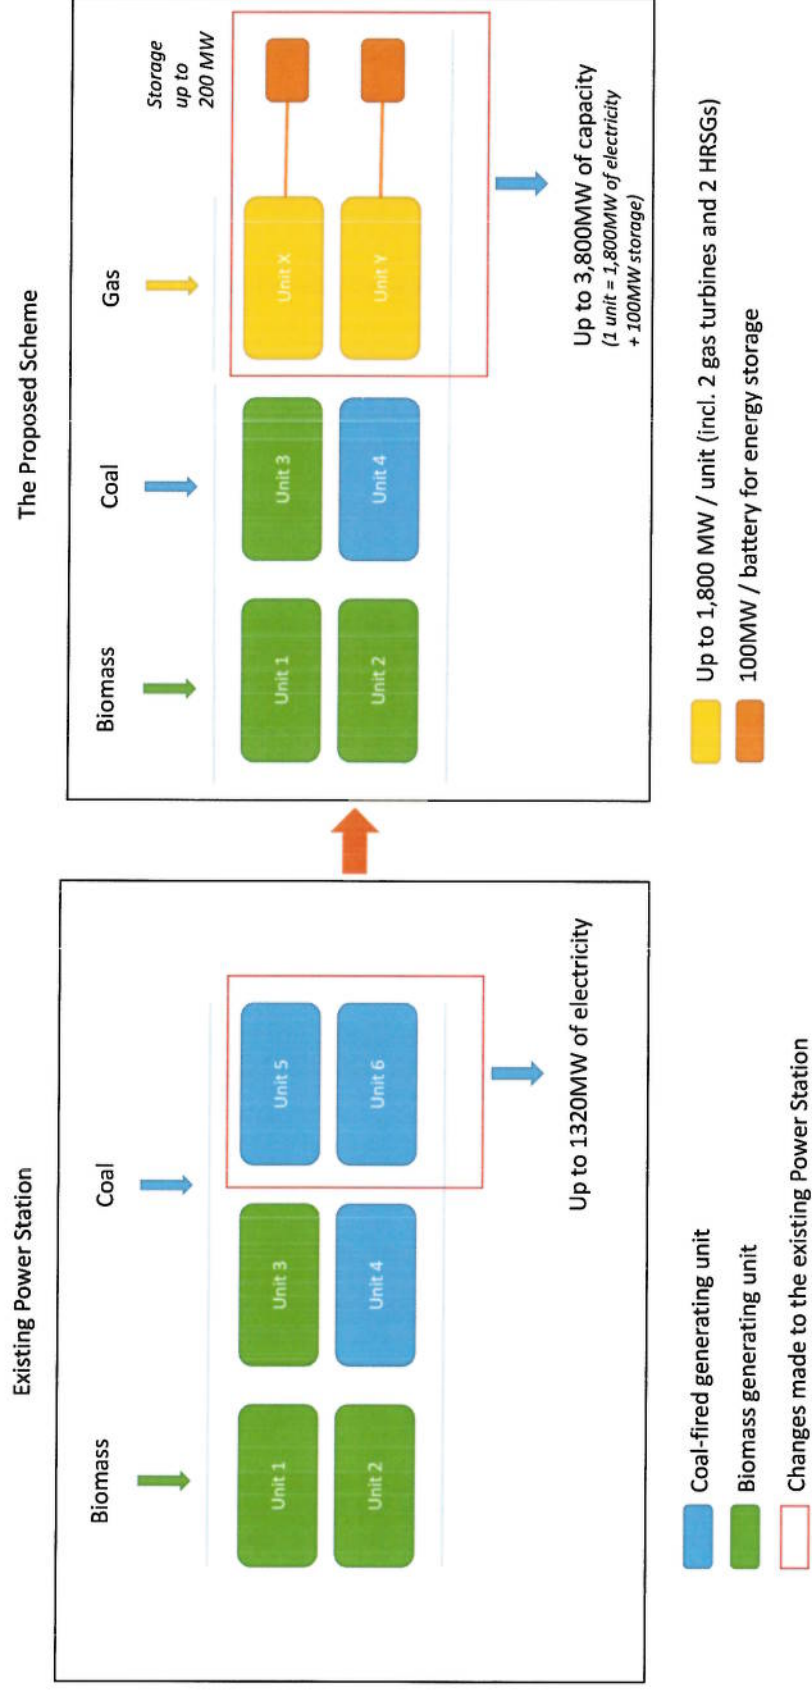 Existing Power Station
Biomass
Coal
Unit 1
Unit 3
Unit 5
Unit 2
Unit 4
Unit 6
Up to 1320MW of electricity
Coal-fired generating unit
Biomass generating unit
Changes made to the existing Power Station
The Proposed Scheme
Biomass
Coal
Gas
Storage
up to
200 MW
Unit 1
Unit 3
Unit X
Unit 2
Unit 4
Unit Y
Up to 3,800MW of capacity
(1 unit = 1,800MW of electricity
+ 100MW storage)
Up to 1,800 MW / unit (incl. 2 gas turbines and 2 HRSGs)
100MW / battery for energy storage